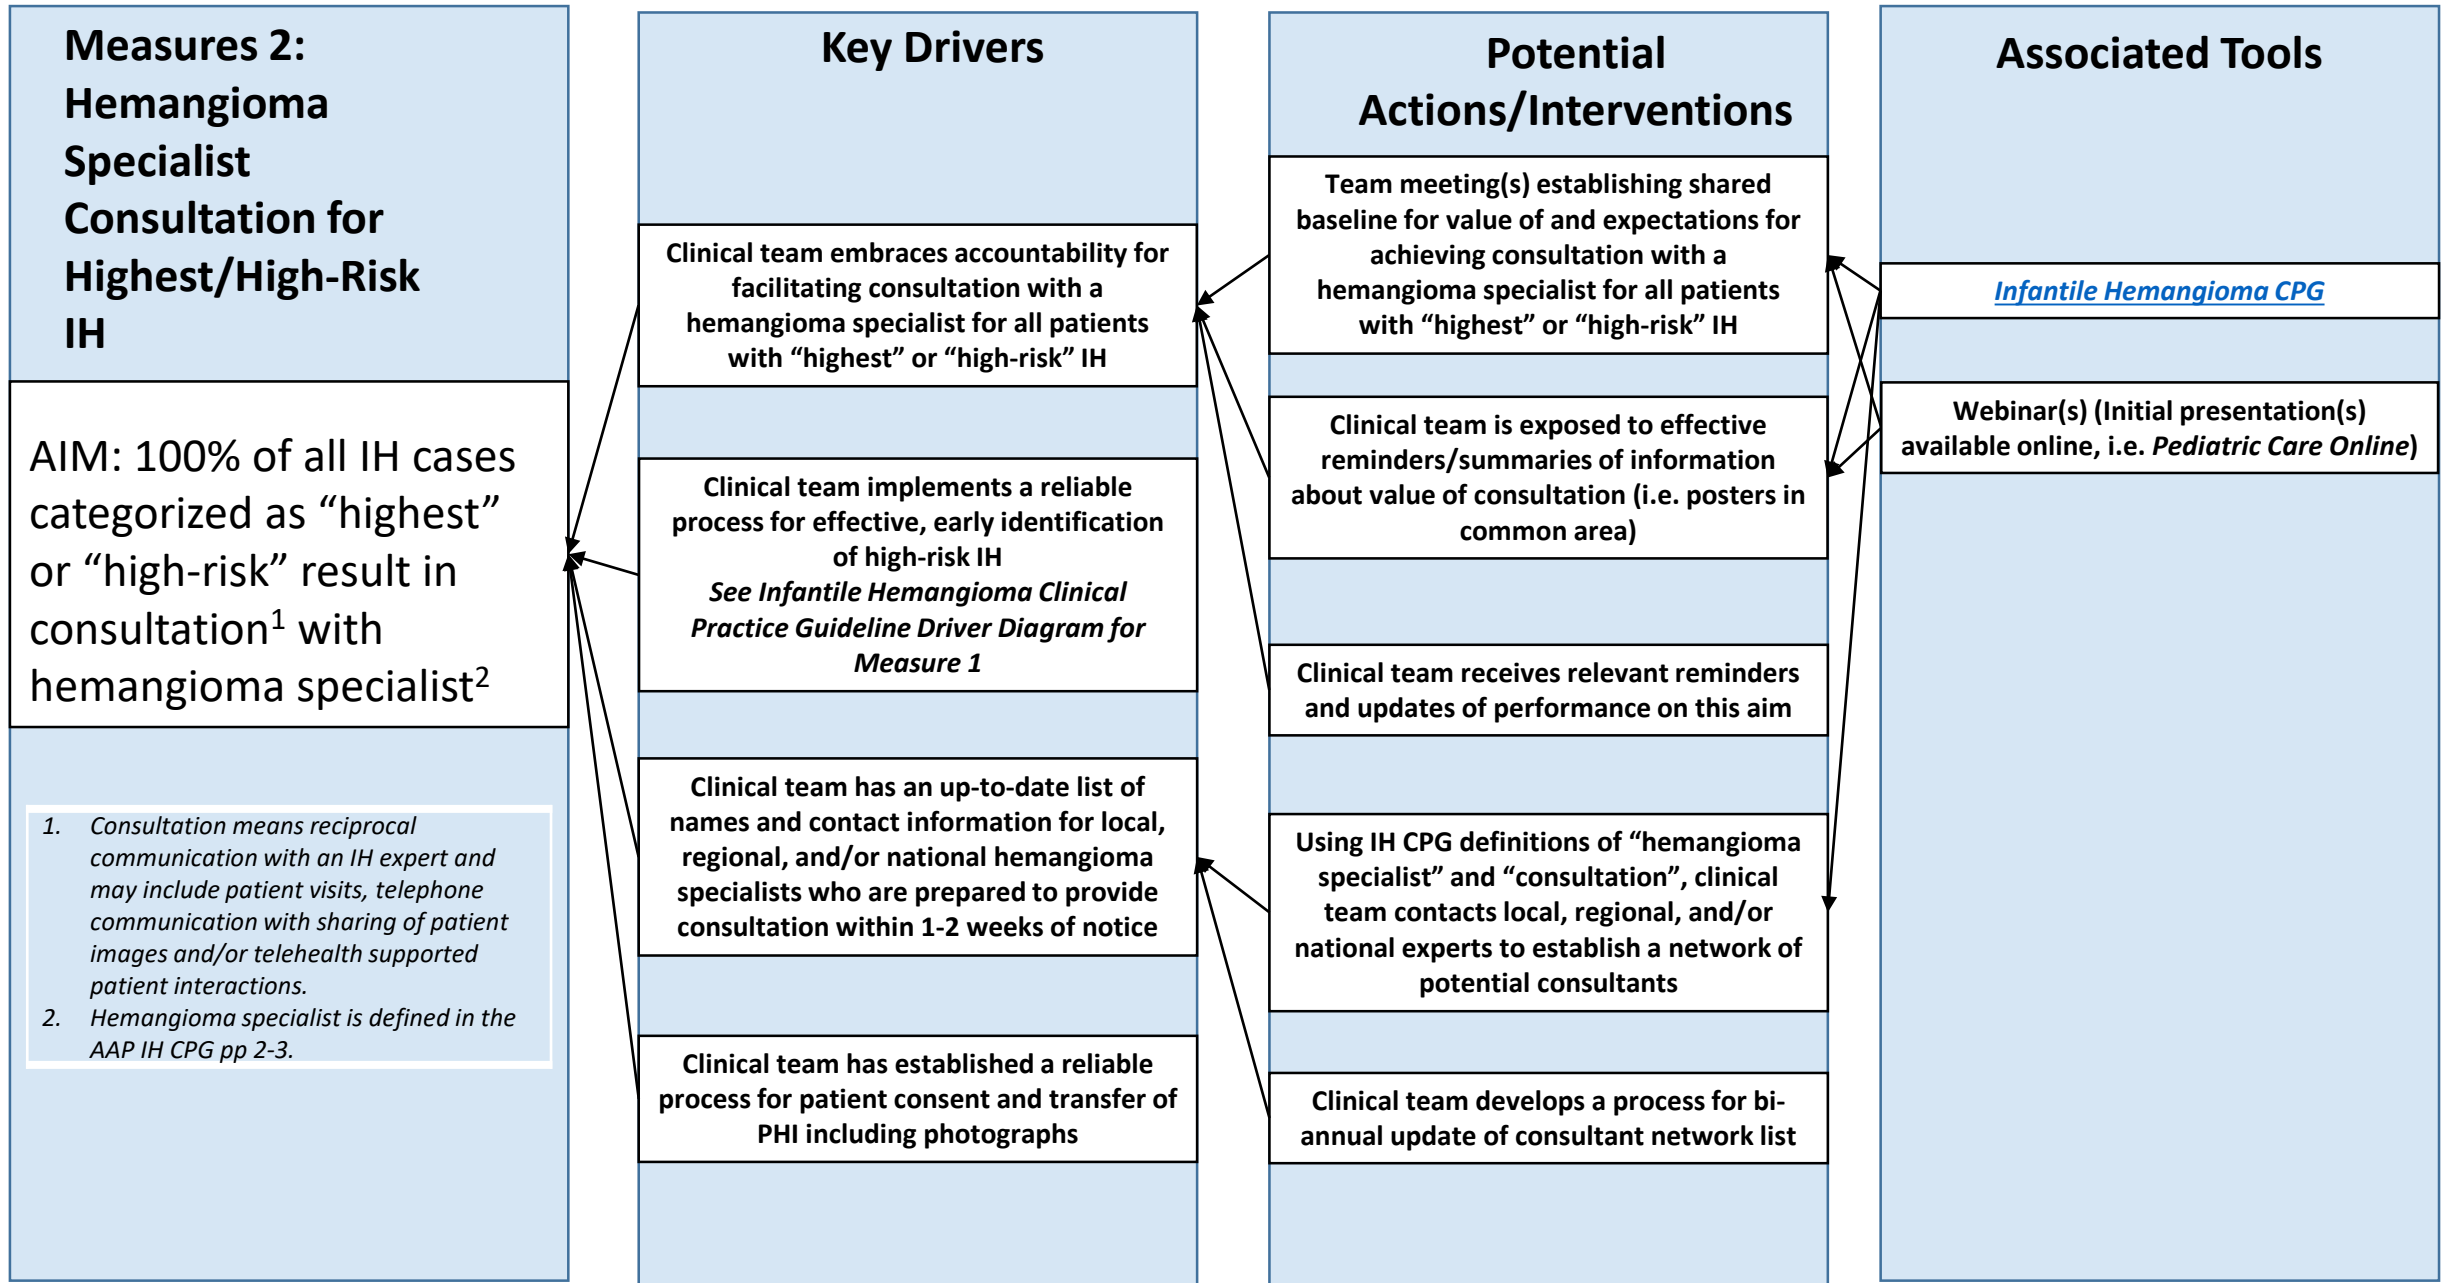 Measures 2:
Hemangioma
Specialist
Consultation for
Highest/High-Risk
IH
AIM: 100% of all IH cases
categorized as “highest”
or “high-risk” result in
consultation1 with
hemangioma specialist2
1. Consultation means reciprocal
communication with an IH expert and
may include patient visits, telephone
communication with sharing of patient
images and/or telehealth supported
patient interactions.
2. Hemangioma specialist is defined in the
AAP IH CPG pp 2-3.
Key Drivers
Clinical team embraces accountability for
facilitating consultation with a
hemangioma specialist for all patients
with “highest” or “high-risk” IH
Clinical team implements a reliable
process for effective, early identification
of high-risk IH
See Infantile Hemangioma Clinical
Practice Guideline Driver Diagram for
Measure 1
Clinical team has an up-to-date list of
names and contact information for local,
regional, and/or national hemangioma
specialists who are prepared to provide
consultation within 1-2 weeks of notice
Clinical team has established a reliable
process for patient consent and transfer of
PHI including photographs
Potential
Actions/Interventions
Team meeting(s) establishing shared
baseline for value of and expectations for
achieving consultation with a
hemangioma specialist for all patients
with “highest” or “high-risk” IH
Clinical team is exposed to effective
reminders/summaries of information
about value of consultation (i.e. posters in
common area)
Clinical team receives relevant reminders
and updates of performance on this aim
Using IH CPG definitions of “hemangioma
specialist” and “consultation”, clinical
team contacts local, regional, and/or
national experts to establish a network of
potential consultants
Clinical team develops a process for bi-
annual update of consultant network list
Associated Tools
Infantile Hemangioma CPG
Webinar(s) (Initial presentation(s)
available online, i.e. Pediatric Care Online)